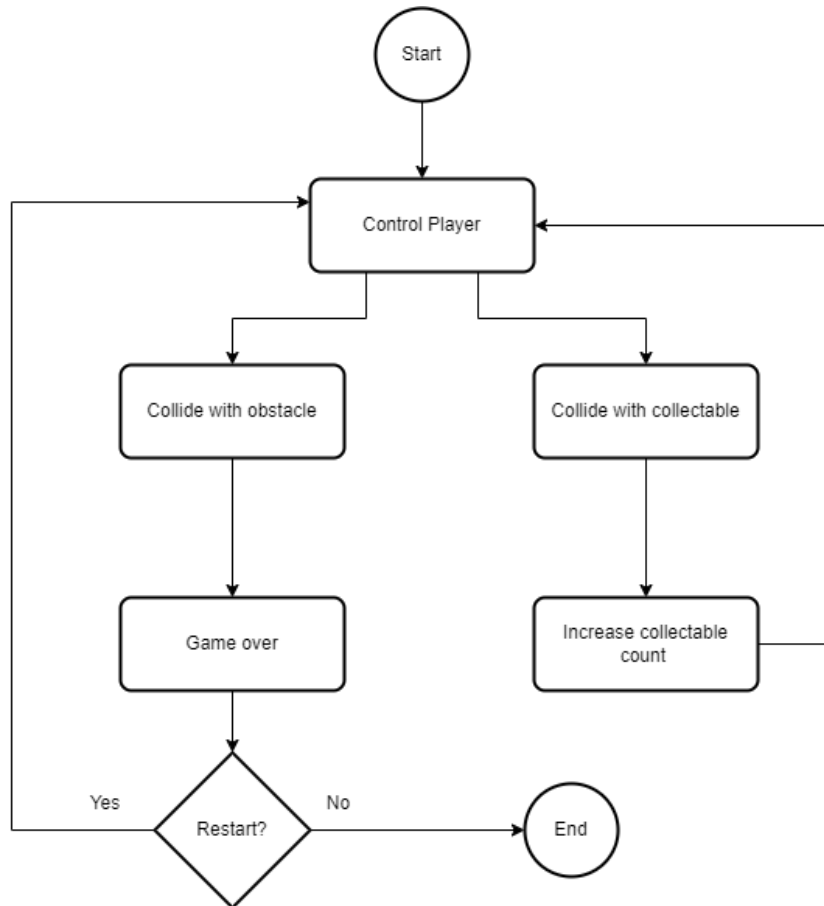 Start
Control Player
Collide with obstacle
Collide with collectable
Game over
Increase collectable
count
Yes
No
Restart?
End